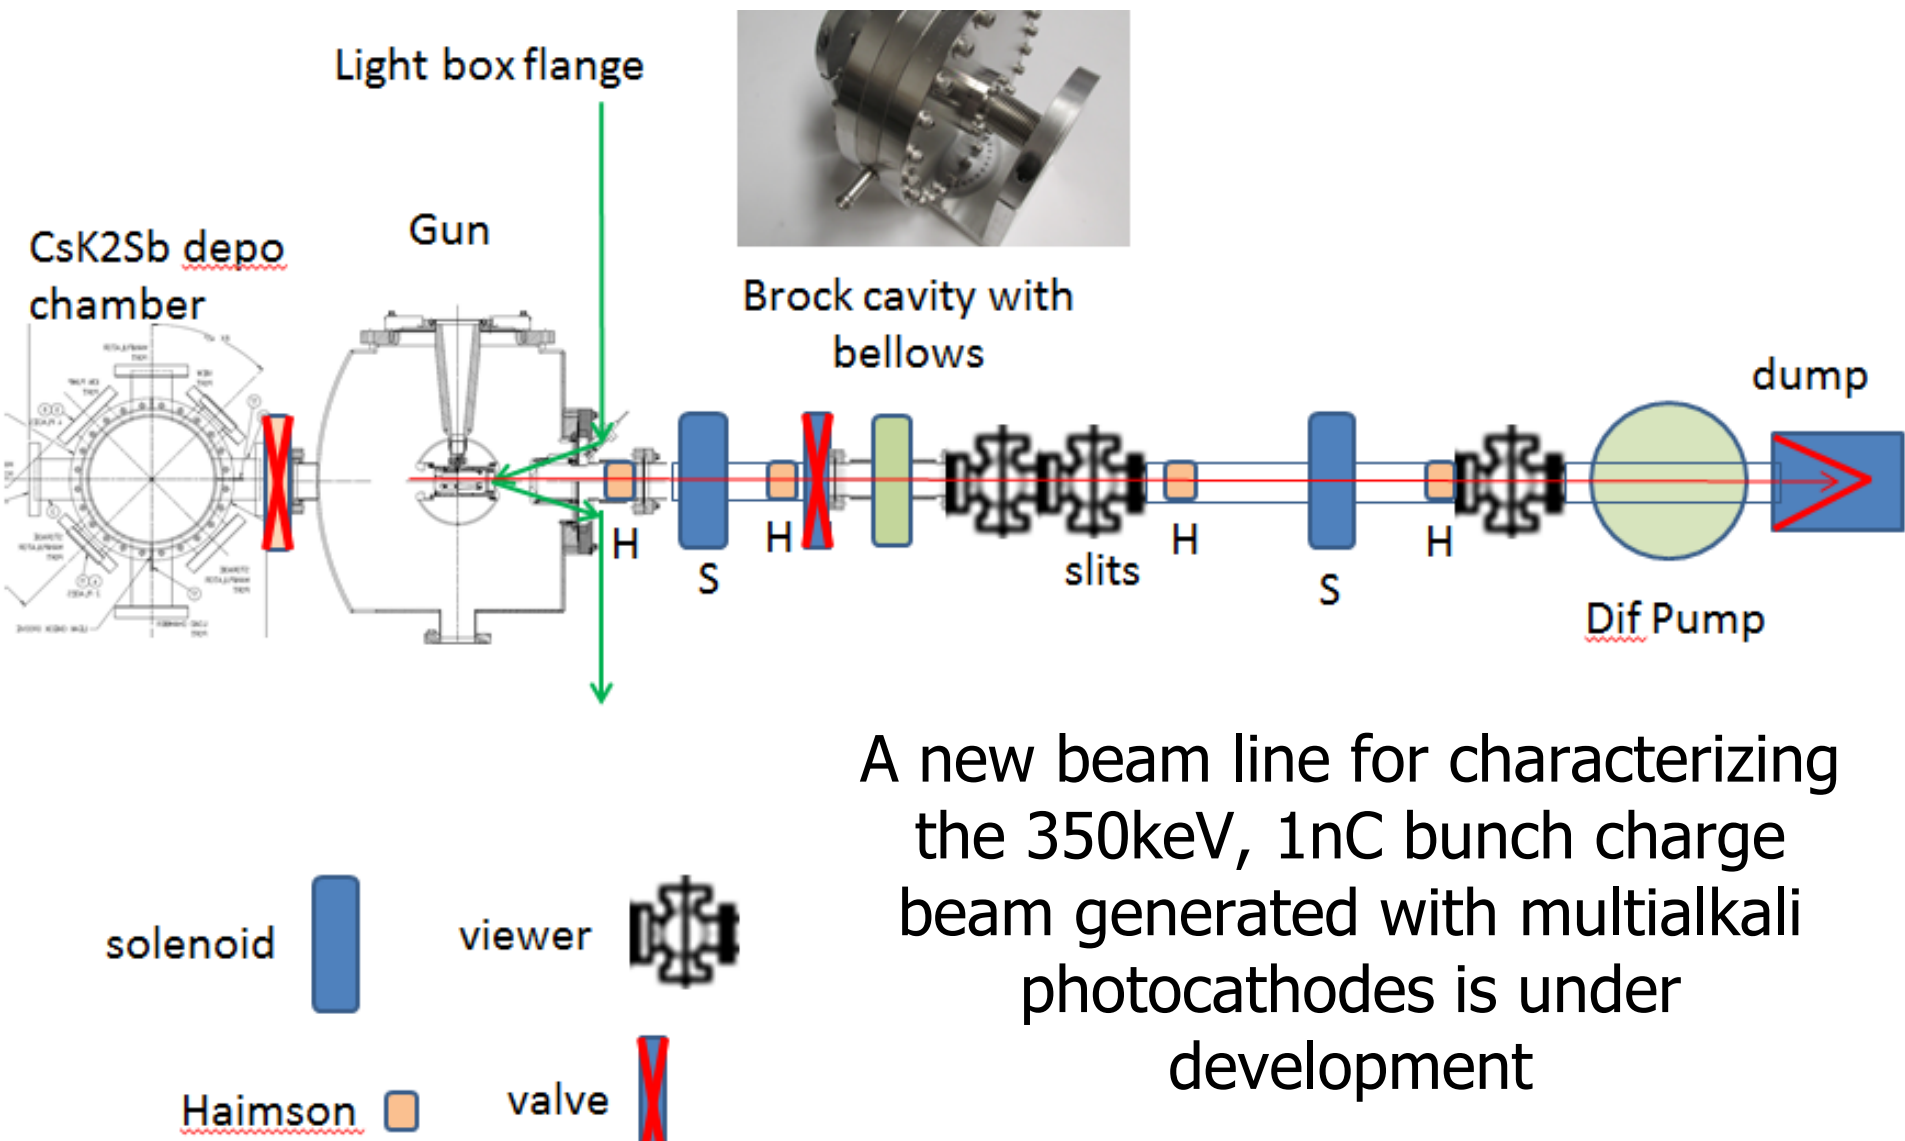 Light box flange
Gun
CsK2Sb depo
chamber
Brock cavity with
bellows
dump
H
S
H
slits
H
S
H
Dif Pump
A new beam line for characterizing
the 350keV, 1nC bunch charge
beam generated with multialkali
photocathodes is under
development
solenoid
viewer
Haimson
valve